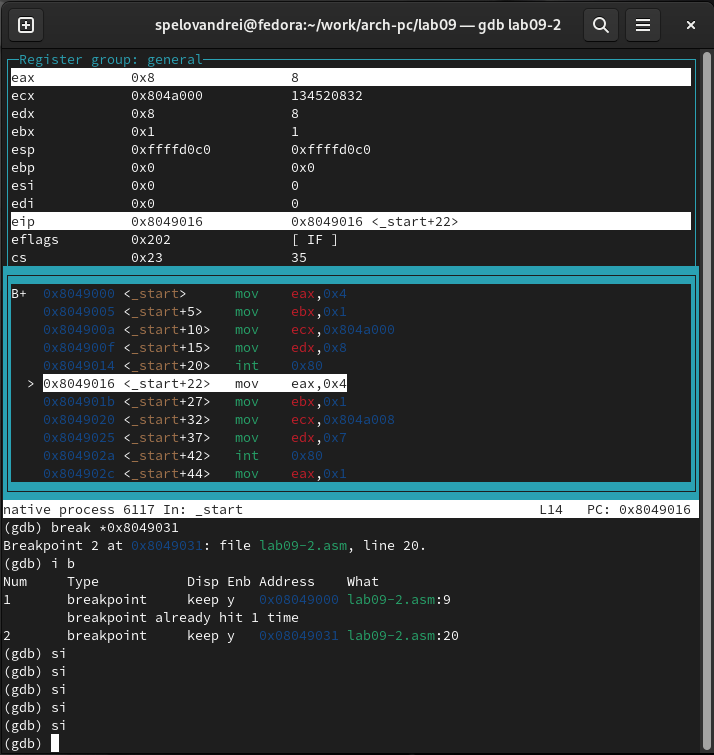 spelovandrei@fedora:~/work/arch-pc/lab09 — gdb lab09-2
Register group: general
eax 0x8 8
ecx 0x804a000 134520832
edx 0x8 8
ebx 0x1 1
esp 0xffffd0c0 0xffffd0c0
ebp 0x0 0x0
esi 0x0 0
edi 0x0 0
eip 0x8049016 0x8049016 <_start+22>
eflags 0x202 [ IF ]
cs 0x23 35
B+ 0x8049000 <_start> mov eax,0x4
0x8049005 <_start+5> mov ebx,0x1
0x804900a <_start+10> mov ecx,0x804a000
0x804900f <_start+15> mov edx,0x8
0x8049014 <_start+20> int 0x80
> 0x8049016 <_start+22> mov eax,0x4
0x804901b <_start+27> mov ebx,0x1
0x8049020 <_start+32> mov ecx,0x804a008
0x8049025 <_start+37> mov edx,0x7
0x804902a <_start+42> int 0x80
0x804902c <_start+44> mov eax,0x1
native process 6117 In: _start L14 PC: 0x8049016
(gdb) break *0x8049031
Breakpoint 2 at 0x8049031: file lab09-2.asm, line 20.
(gdb) i b
Num Type Disp Enb Address What
1 breakpoint keep y 0x08049000 lab09-2.asm:9
breakpoint already hit 1 time
2 breakpoint keep y 0x08049031 lab09-2.asm:20
(gdb) si
(gdb) si
(gdb) si
(gdb) si
(gdb) si
(gdb)